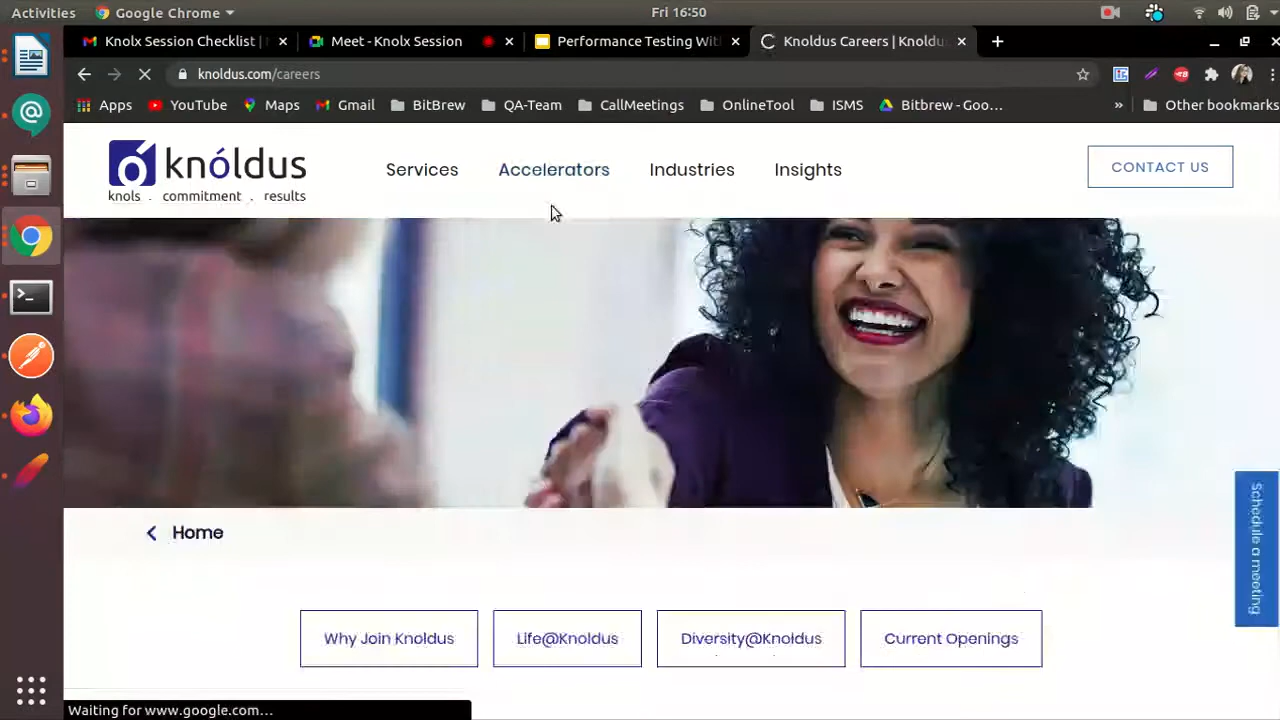 Activities
Google Chrome
Fri 16:50
Knolx Session Checklist |
Meet - Knolx Session
Performance Testing Wit
Knoldus Careers | Knoldu
knoldus.com/careers
Apps
YouTube
Maps
Gmail
BitBrew
QA-Team
CallMeetings
OnlineTool
ISMS
Bitbrew - Goo...
»
Other bookmarks
knóldus
knols . commitment . results
Services
Accelerators
Industries
Insights
CONTACT US
Home
Schedule a meeting
Why Join Knoldus
Life@Knoldus
Diversity@Knoldus
Current Openings
Waiting for www.google.com...